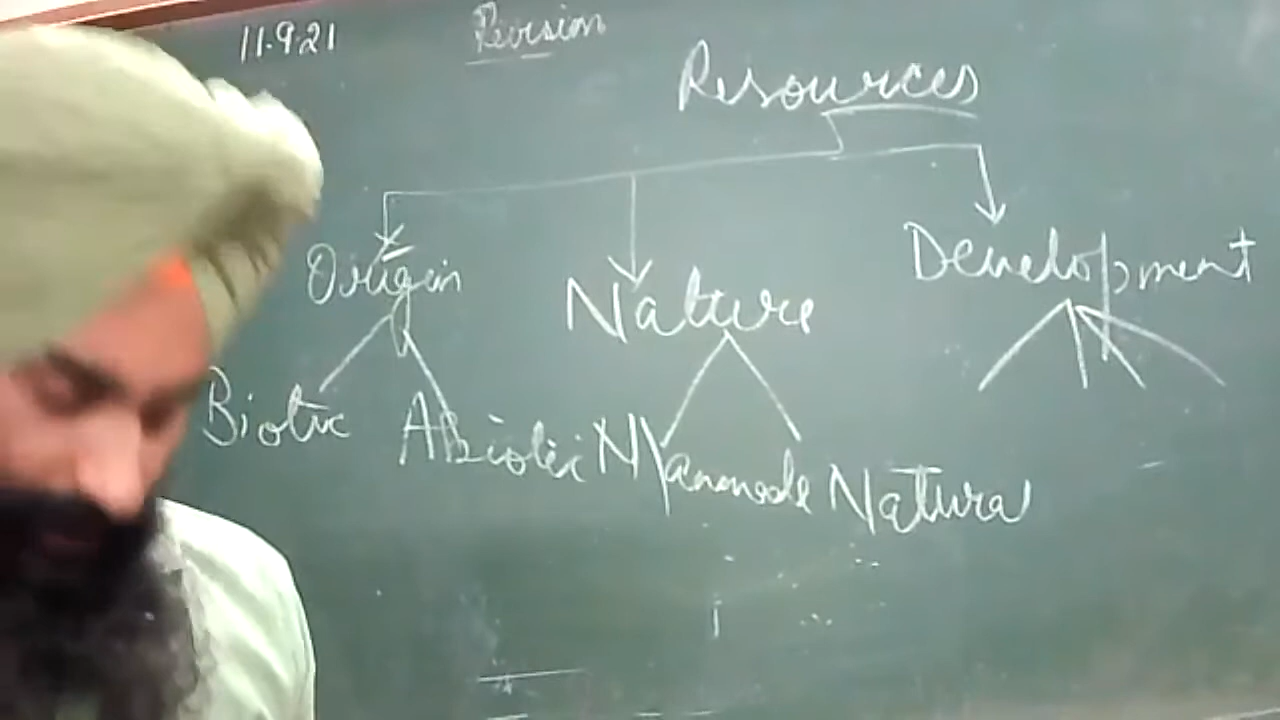 11.9.21 Revision
Resources
Origin Nature Development
Biotic Abiotic Manmade Natural